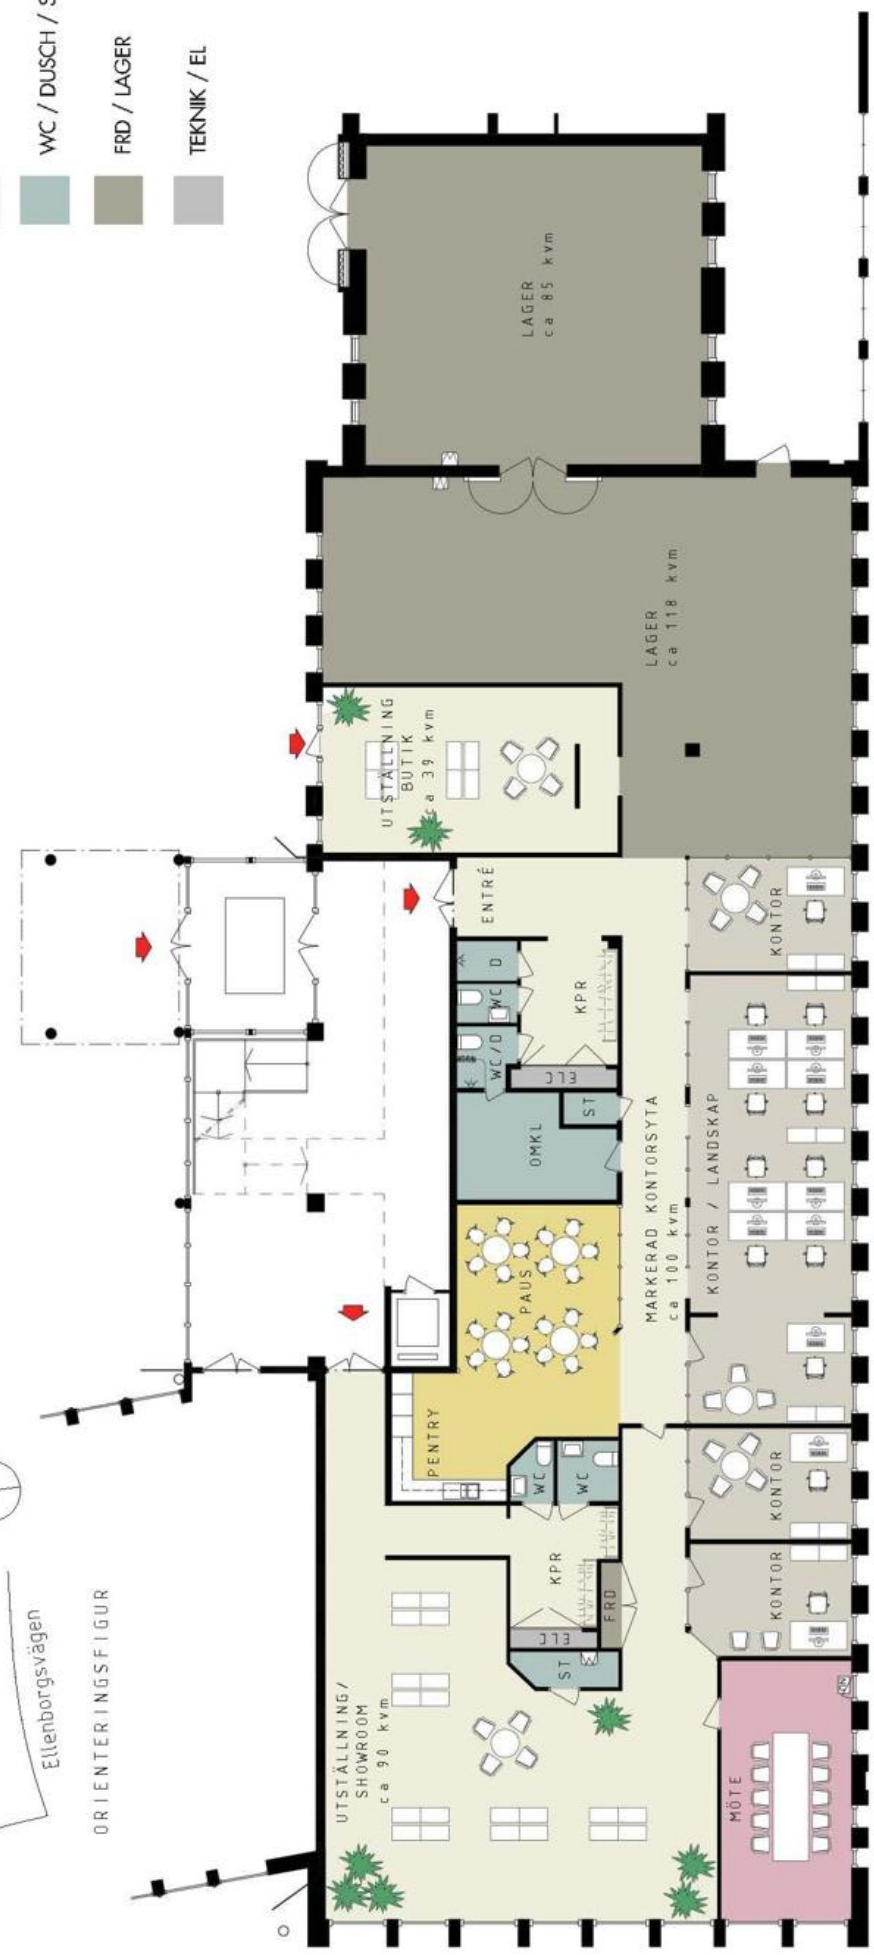 WC / DUSCH / S
FRD / LAGER
TEKNIK / EL
Ellenborgsvägen
ORIENTERINGSFIGUR
LAGER
ca 85 kvm
LAGER
ca 118 kvm
UTSTÄLLNING
BUTIK
ca 39 kvm
ENTRÉ
KONTOR
D
WC
WC/D
KPR
ELC
ST
OMKL
MARKERAD KONTORSYTA
ca 100 kvm
KONTOR / LANDSKAP
PAUS
PENTRY
WC
WC
KPR
FRD
ELC
ST
KONTOR
KONTOR
UTSTÄLLNING/
SHOWROOM
ca 90 kvm
MÖTE